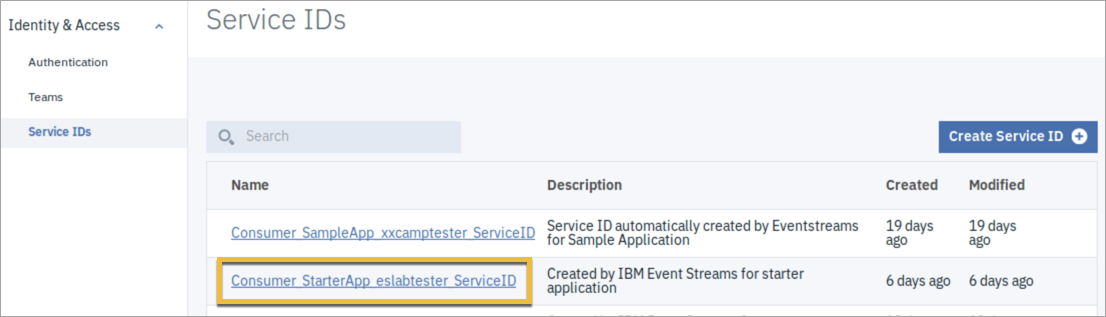 Identity & Access
Authentication
Teams
Service IDs
Service IDs
Search
Create Service ID
Name Description Created Modified
Consumer_SampleApp_xxcamptester_ServiceID Service ID automatically created by Eventstreams 19 days 19 days
for Sample Application ago ago
Consumer_StarterApp_eslabtester_ServiceID Created by IBM Event Streams for starter 6 days ago 6 days ago
application